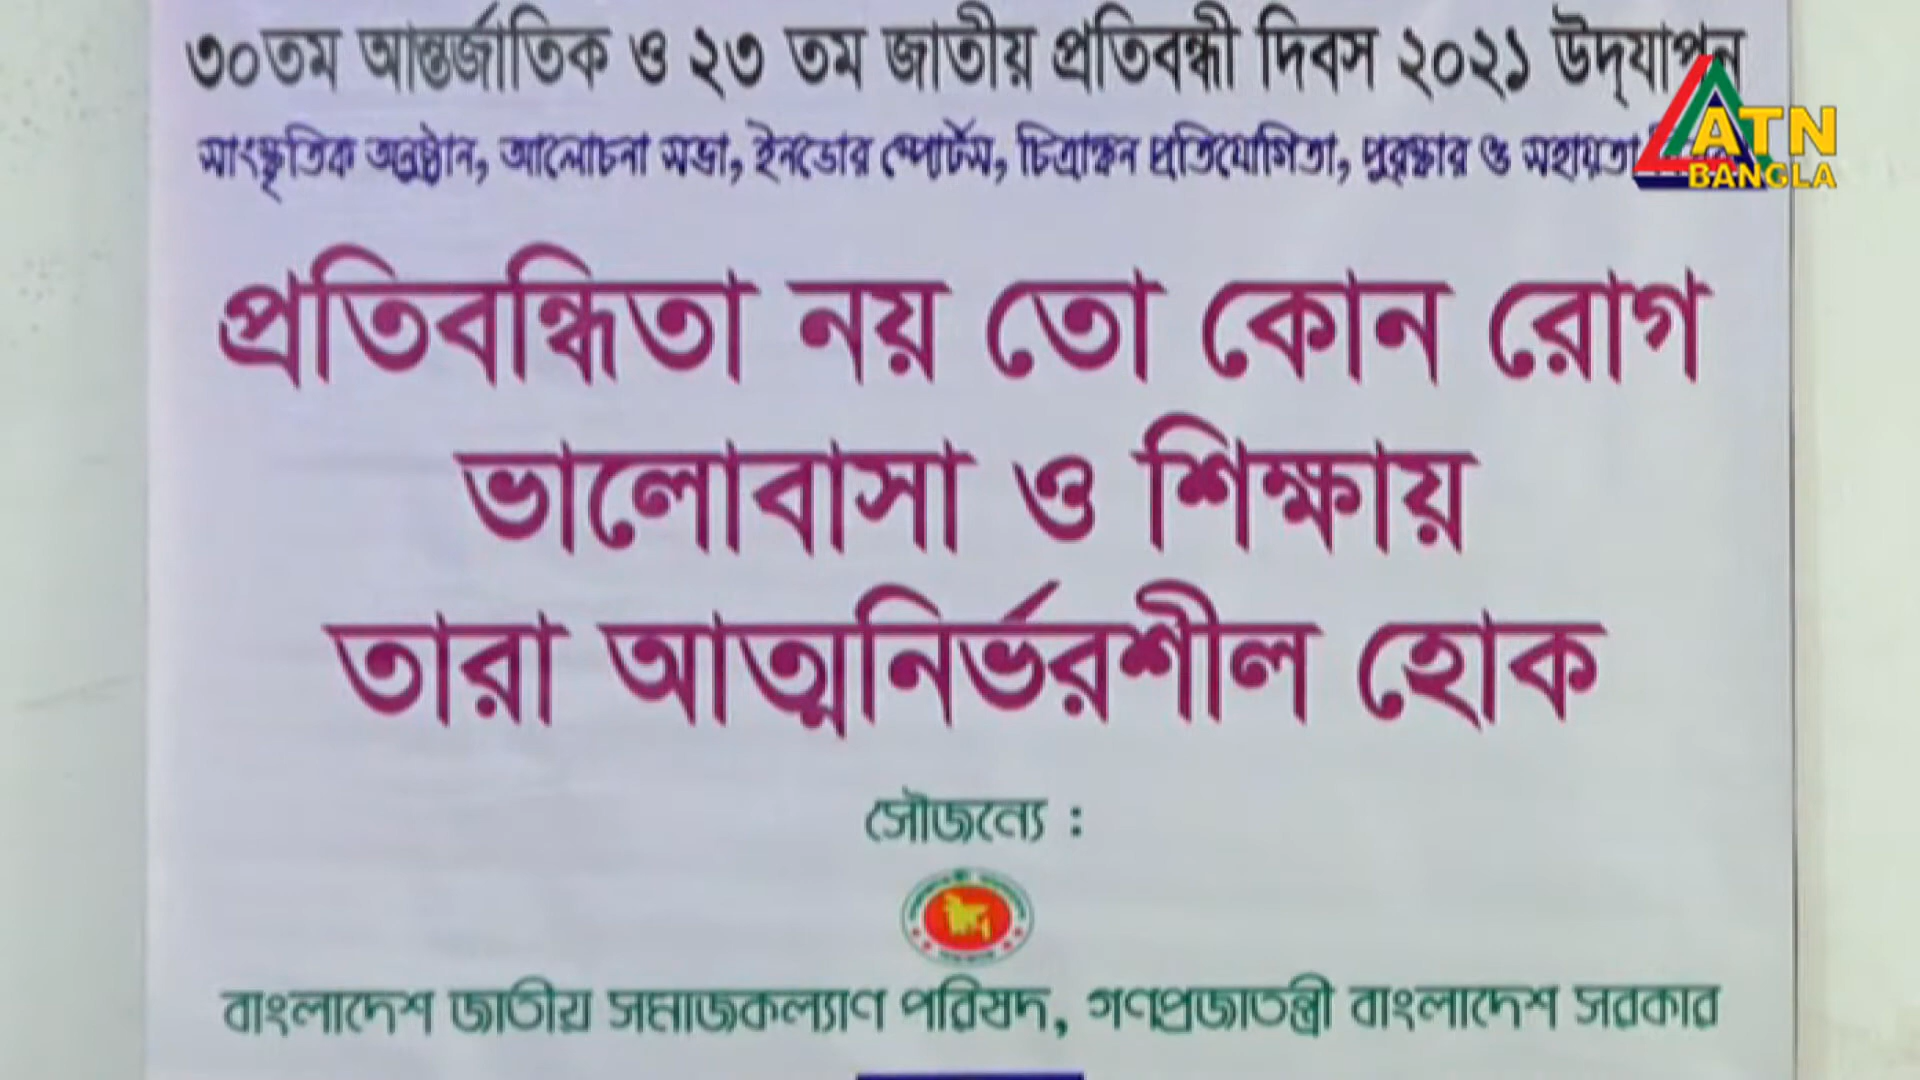 ৩০তম আন্তর্জাতিক ও ২৩ তম জাতীয় প্রতিবন্ধী দিবস ২০২১ উদ্‌যাপন
সাংস্কৃতিক অনুষ্ঠান, আলোচনা সভা, ইনডোর স্পোর্টস, চিত্রাঙ্কন প্রতিযোগিতা, পুরস্কার ও সহায়তা
ATN
BANGLA
প্রতিবন্ধিতা নয় তো কোন রোগ
ভালোবাসা ও শিক্ষায়
তারা আত্মনির্ভরশীল হোক
সৌজন্যে :
বাংলাদেশ জাতীয় সমাজকল্যাণ পরিষদ, গণপ্রজাতন্ত্রী বাংলাদেশ সরকার